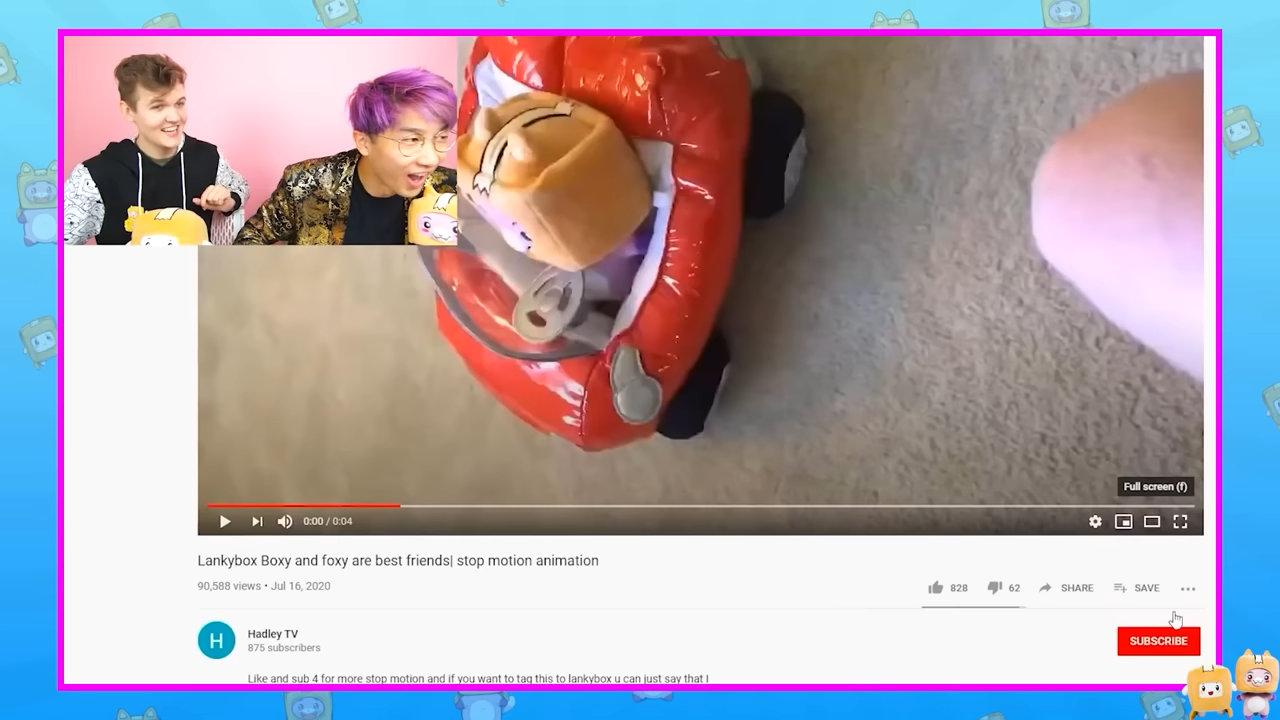 Full screen (f)
0:00 / 0:04
Lankybox Boxy and foxy are best friends| stop motion animation
90,588 views • Jul 16, 2020
828
62
SHARE
SAVE
H
Hadley TV
875 subscribers
SUBSCRIBE
Like and sub 4 for more stop motion and if you want to tag this to lankybox u can just say that I